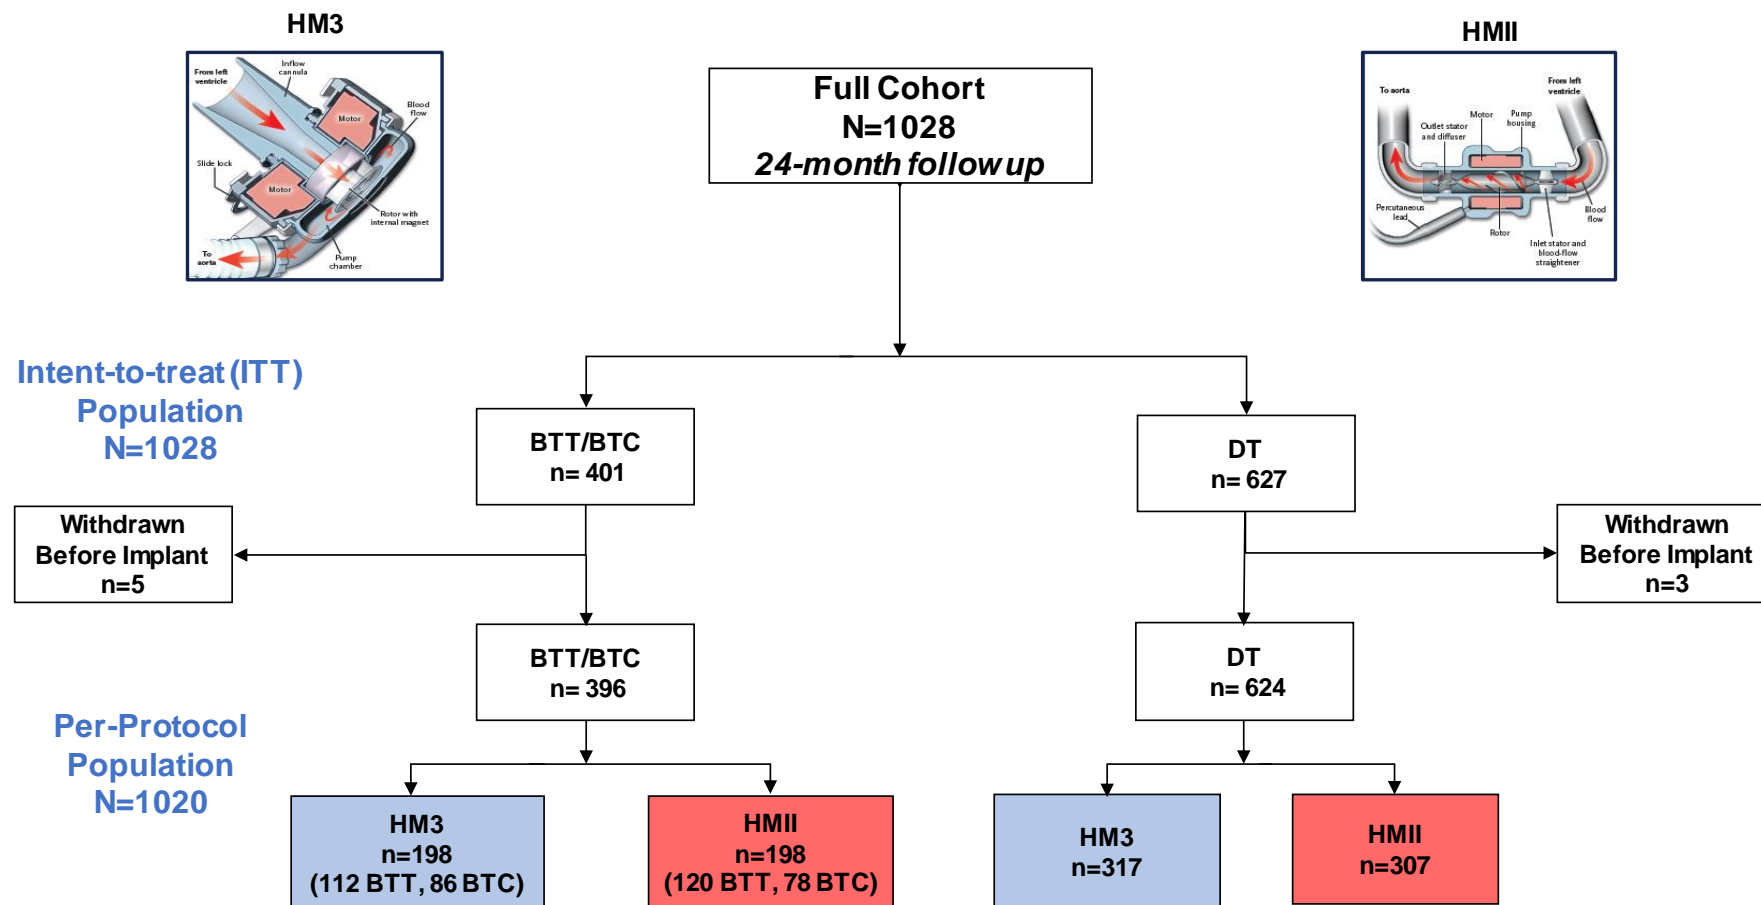 HM3
HMII
From left
ventricle
Inflow
cannula
Motor
Blood
flow
Slide lock
Motor
Rotor with
internal magnet
To
aorta
Pump
chamber
Full Cohort
N=1028
24-month follow up
To aorta
From left
ventricle
Outlet stator
and diffuser
Motor
Pump
housing
Percutaneous
lead
Rotor
Blood
flow
Inlet stator and
blood-flow
straightener
Intent-to-treat (ITT)
Population
N=1028
BTT/BTC
n= 401
DT
n= 627
Withdrawn
Before Implant
n=5
Withdrawn
Before Implant
n=3
BTT/BTC
n= 396
DT
n= 624
Per-Protocol
Population
N=1020
HM3
n=198
(112 BTT, 86 BTC)
HMII
n=198
(120 BTT, 78 BTC)
HM3
n=317
HMII
n=307